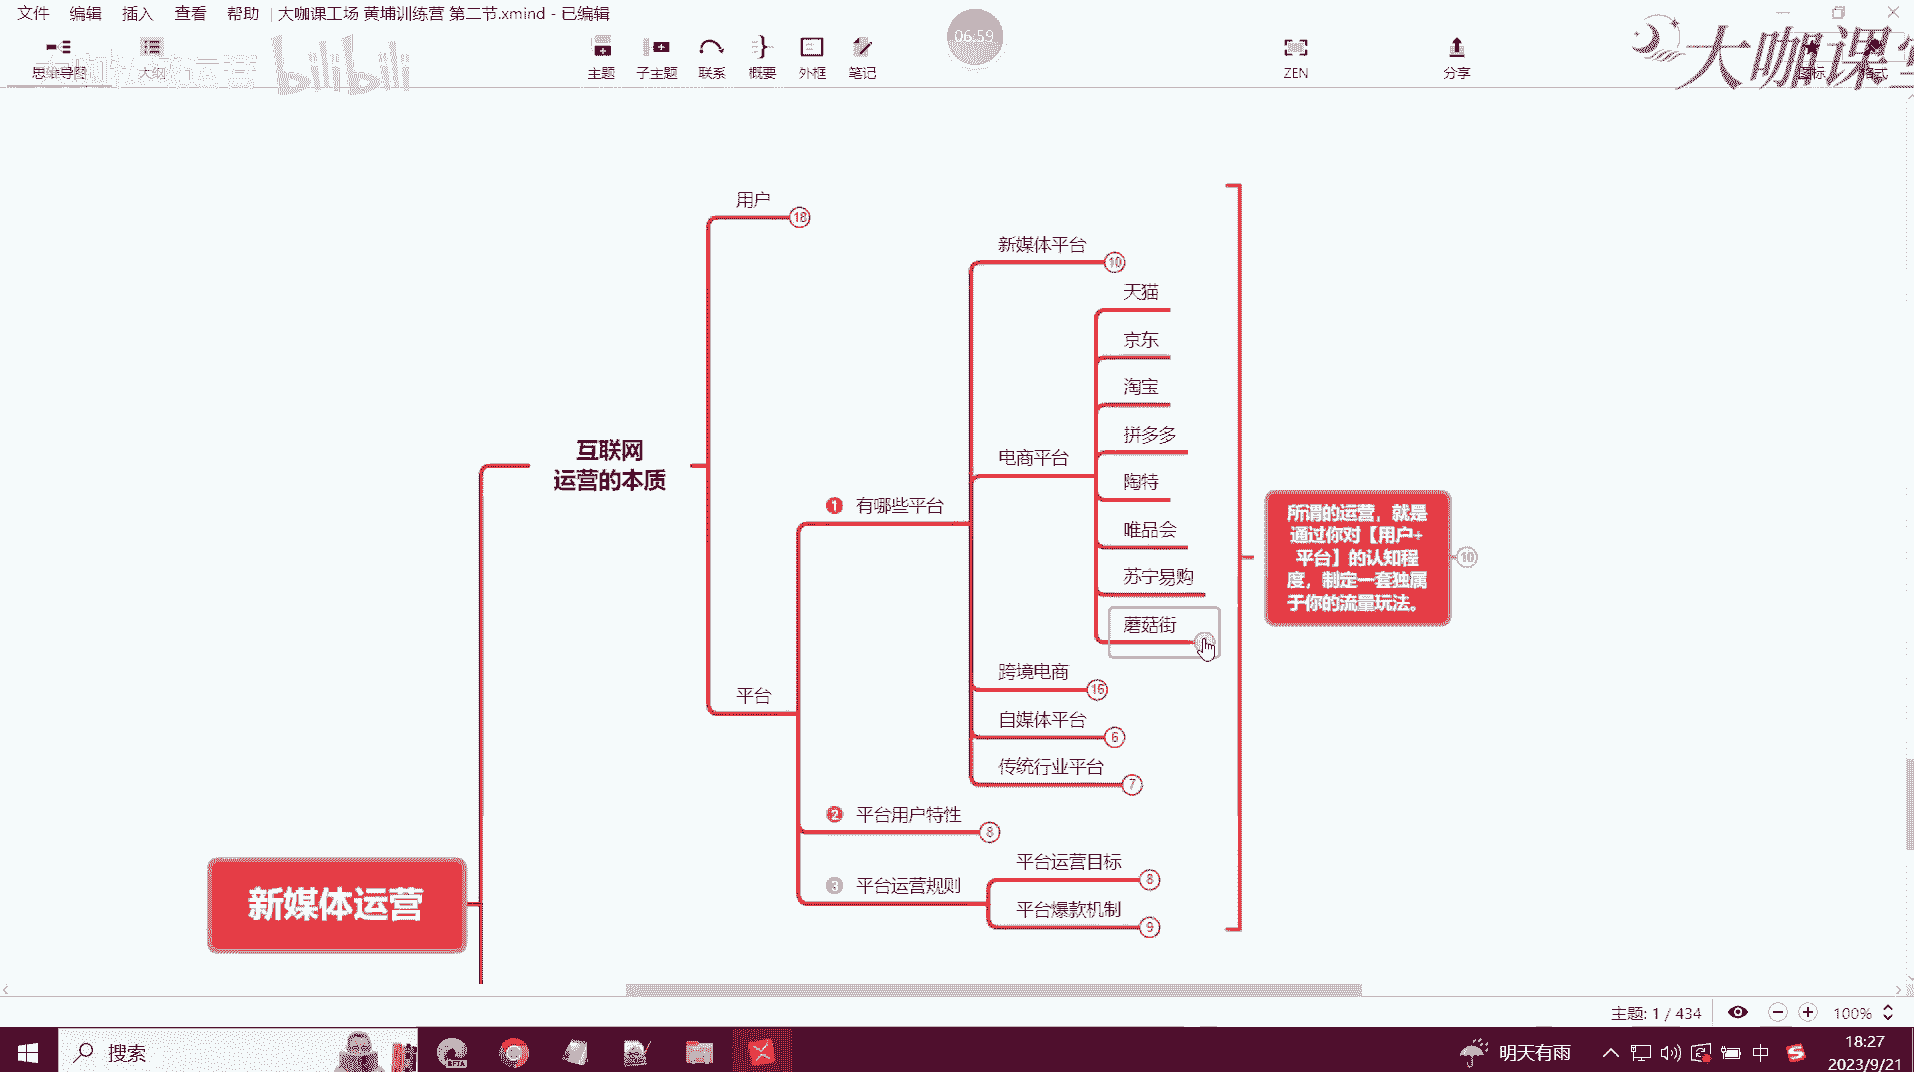 文件 编辑 插入 查看 帮助 大咖课工场 黄埔训练营 第二节.xmind - 已编辑
思维导图 大纲 主题 子主题 联系 概要 外框 笔记 ZEN 分享 图标 格式
bilibili
06:59
大咖课堂
用户 18
新媒体平台 10
天猫
京东
淘宝
拼多多
电商平台
陶特
唯品会
苏宁易购
蘑菇街
互联网
运营的本质
1 有哪些平台
所谓的运营，就是
通过你对【用户+
平台】的认知程
度，制定一套独属
于你的流量玩法。
10
跨境电商 16
平台
自媒体平台 6
传统行业平台 7
2 平台用户特性 8
平台运营目标 8
3 平台运营规则
平台爆款机制 9
新媒体运营
主题: 1 / 434 100%
搜索
明天有雨
中
18:27
2023/9/21